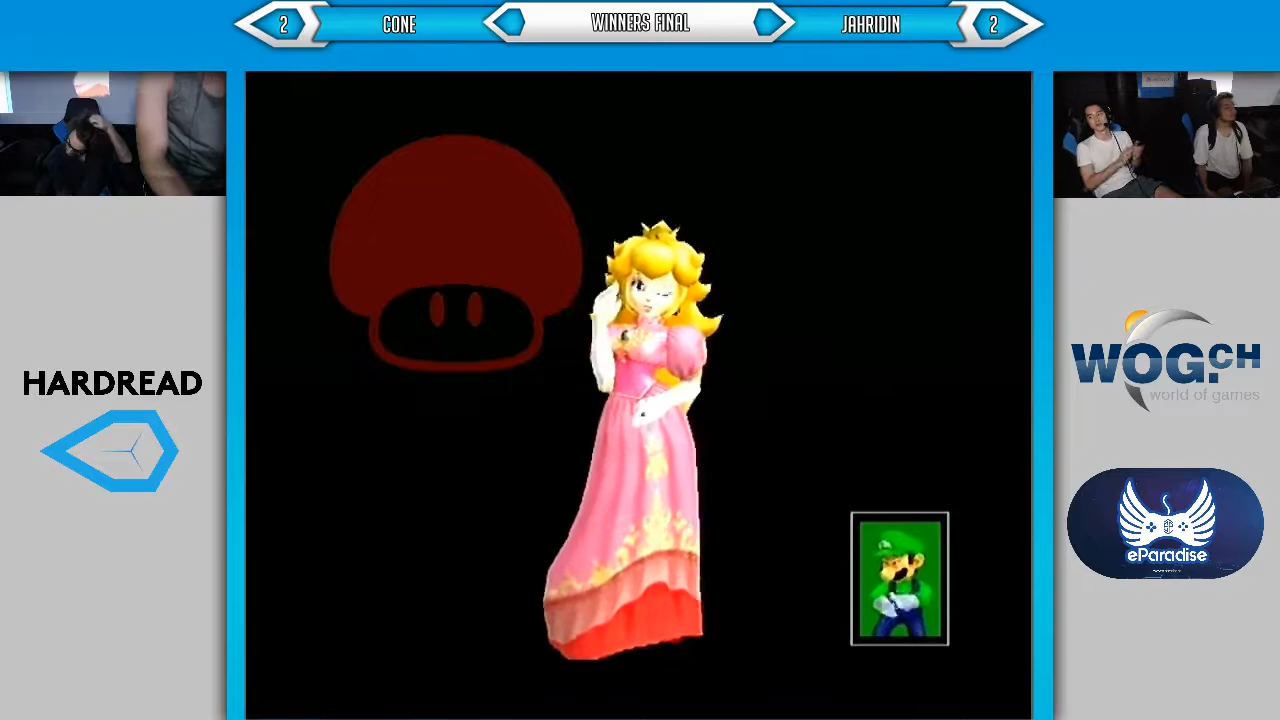 2
CONE
WINNERS FINAL
JAHRIDIN
2
HARDREAD
WOG.CH
world of games
eParadise